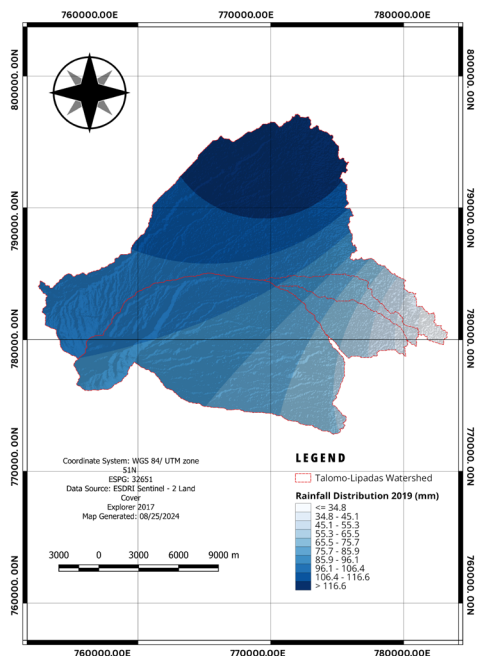 760000.00E 770000.00E 780000.00E
800000.00N 800000.00N
790000.00N 790000.00N
780000.00N 780000.00N
770000.00N 770000.00N
760000.00N 760000.00N
Coordinate System: WGS 84/ UTM zone
51N
ESPG: 32651
Data Source: ESDRI Sentinel - 2 Land
Cover
Explorer 2017
Map Generated: 08/25/2024
3000 0 3000 6000 9000 m
LEGEND
Talomo-Lipadas Watershed
Rainfall Distribution 2019 (mm)
<= 34.8
34.8 - 45.1
45.1 - 55.3
55.3 - 65.5
65.5 - 75.7
75.7 - 85.9
85.9 - 96.1
96.1 - 106.4
106.4 - 116.6
> 116.6
760000.00E 770000.00E 780000.00E